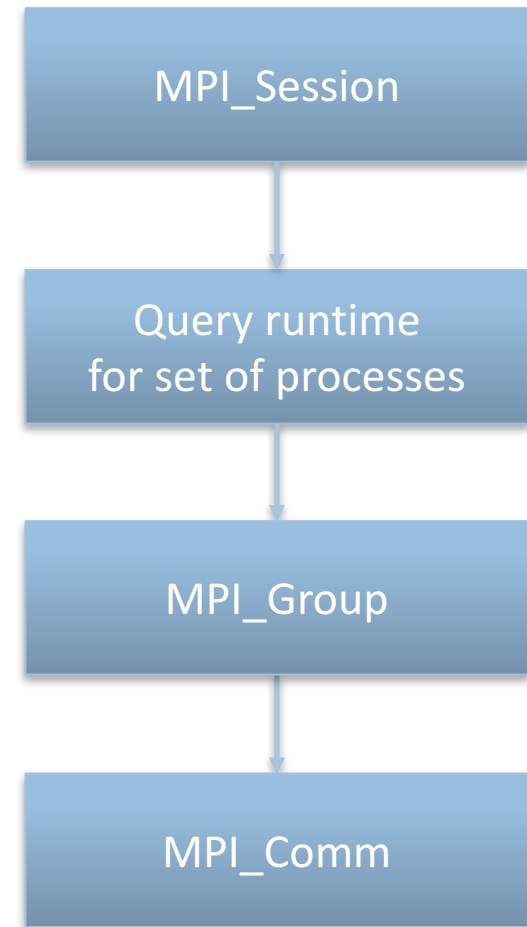 MPI_Session
Query runtime
for set of processes
MPI_Group
MPI_Comm